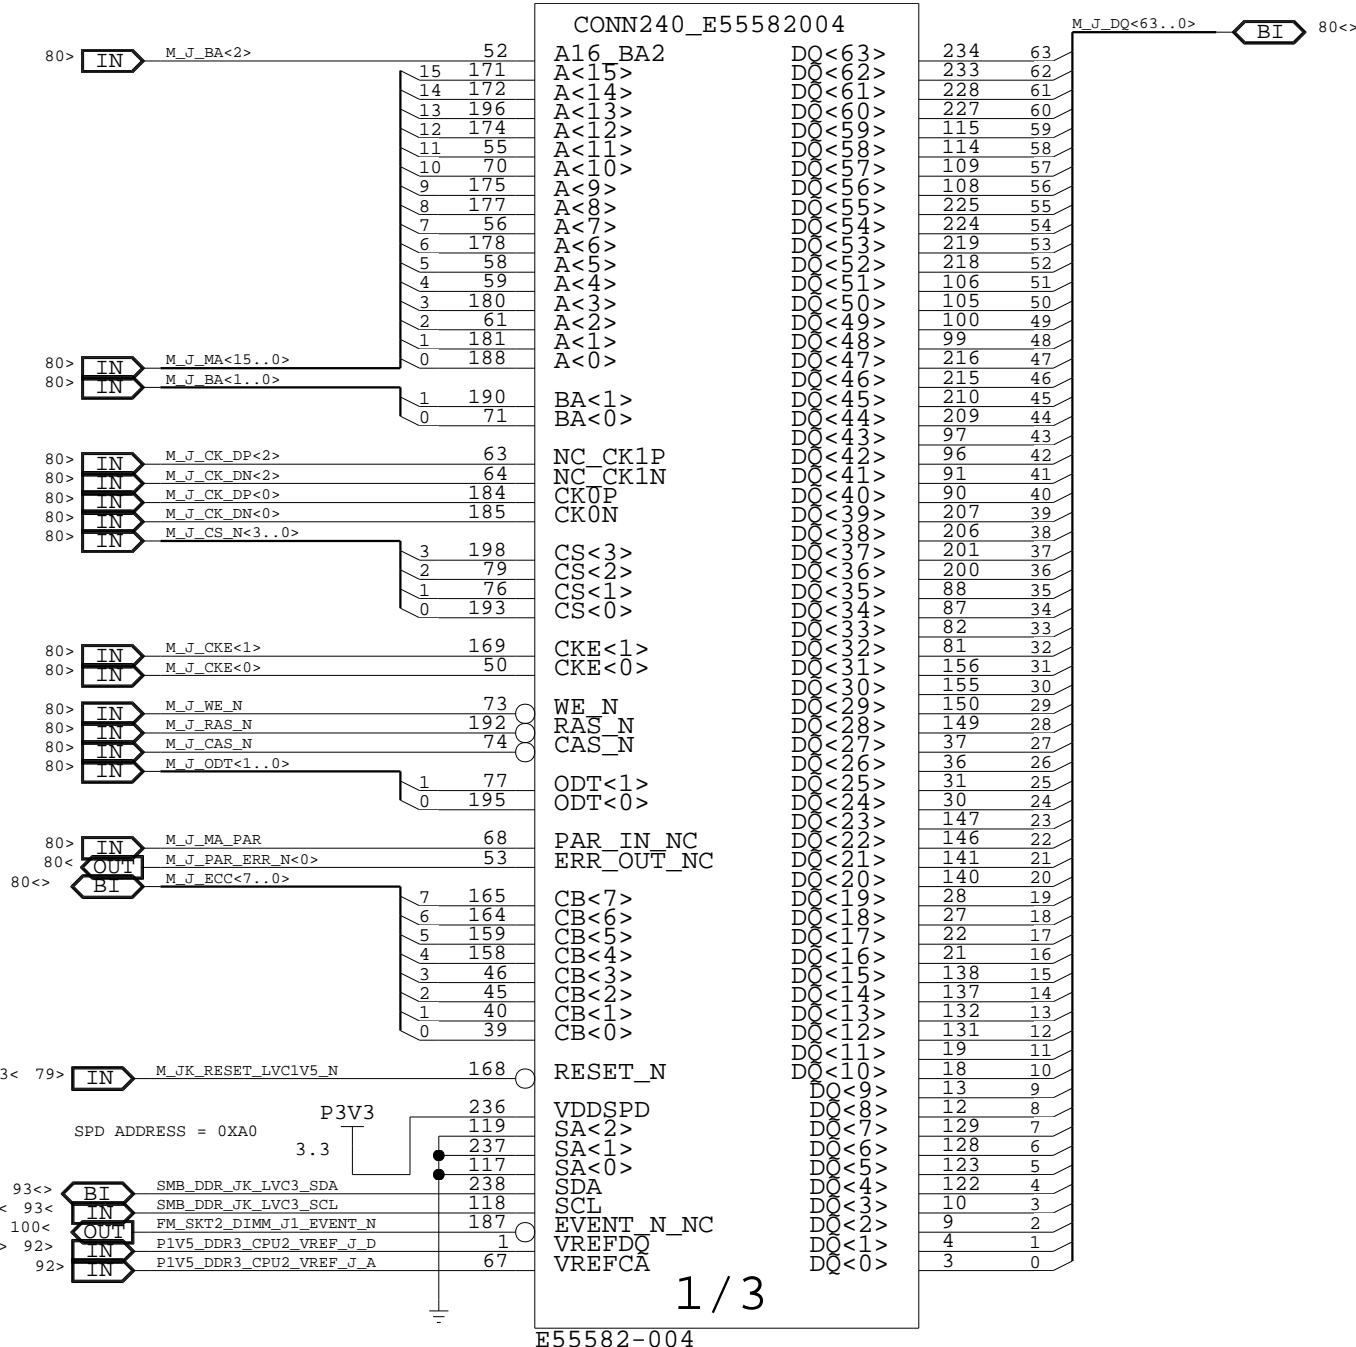 CONN240_E55582004 M_J_DQ<63..0> BI 80<>
80> IN M_J_BA<2> 52 A16_BA2 DQ<63> 234 63
15 171 A<15> DQ<62> 233 62
14 172 A<14> DQ<61> 228 61
13 196 A<13> DQ<60> 227 60
12 174 A<12> DQ<59> 115 59
11 55 A<11> DQ<58> 114 58
10 70 A<10> DQ<57> 109 57
9 175 A<9> DQ<56> 108 56
8 177 A<8> DQ<55> 225 55
7 56 A<7> DQ<54> 224 54
6 178 A<6> DQ<53> 219 53
5 58 A<5> DQ<52> 218 52
4 59 A<4> DQ<51> 106 51
3 180 A<3> DQ<50> 105 50
2 61 A<2> DQ<49> 100 49
1 181 A<1> DQ<48> 99 48
80> IN M_J_MA<15..0> 0 188 A<0> DQ<47> 216 47
80> IN M_J_BA<1..0> DQ<46> 215 46
1 190 BA<1> DQ<45> 210 45
0 71 BA<0> DQ<44> 209 44
DQ<43> 97 43
80> IN M_J_CK_DP<2> 63 NC_CK1P DQ<42> 96 42
80> IN M_J_CK_DN<2> 64 NC_CK1N DQ<41> 91 41
80> IN M_J_CK_DP<0> 184 CK0P DQ<40> 90 40
80> IN M_J_CK_DN<0> 185 CK0N DQ<39> 207 39
80> IN M_J_CS_N<3..0> DQ<38> 206 38
3 198 CS<3> DQ<37> 201 37
2 79 CS<2> DQ<36> 200 36
1 76 CS<1> DQ<35> 88 35
0 193 CS<0> DQ<34> 87 34
DQ<33> 82 33
80> IN M_J_CKE<1> 169 CKE<1> DQ<32> 81 32
80> IN M_J_CKE<0> 50 CKE<0> DQ<31> 156 31
DQ<30> 155 30
80> IN M_J_WE_N 73 WE_N DQ<29> 150 29
80> IN M_J_RAS_N 192 RAS_N DQ<28> 149 28
80> IN M_J_CAS_N 74 CAS_N DQ<27> 37 27
80> IN M_J_ODT<1..0> DQ<26> 36 26
1 77 ODT<1> DQ<25> 31 25
0 195 ODT<0> DQ<24> 30 24
DQ<23> 147 23
80> IN M_J_MA_PAR 68 PAR_IN_NC DQ<22> 146 22
80< OUT M_J_PAR_ERR_N<0> 53 ERR_OUT_NC DQ<21> 141 21
80<> BI M_J_ECC<7..0> DQ<20> 140 20
7 165 CB<7> DQ<19> 28 19
6 164 CB<6> DQ<18> 27 18
5 159 CB<5> DQ<17> 22 17
4 158 CB<4> DQ<16> 21 16
3 46 CB<3> DQ<15> 138 15
2 45 CB<2> DQ<14> 137 14
1 40 CB<1> DQ<13> 132 13
0 39 CB<0> DQ<12> 131 12
DQ<11> 19 11
3< 79> IN M_JK_RESET_LVC1V5_N 168 RESET_N DQ<10> 18 10
DQ<9> 13 9
P3V3 236 VDDSPD DQ<8> 12 8
SPD ADDRESS = 0XA0 119 SA<2> DQ<7> 129 7
3.3 237 SA<1> DQ<6> 128 6
117 SA<0> DQ<5> 123 5
93<> BI SMB_DDR_JK_LVC3_SDA 238 SDA DQ<4> 122 4
< 93< IN SMB_DDR_JK_LVC3_SCL 118 SCL DQ<3> 10 3
100< OUT FM_SKT2_DIMM_J1_EVENT_N 187 EVENT_N_NC DQ<2> 9 2
> 92> IN P1V5_DDR3_CPU2_VREF_J_D 1 VREFDQ DQ<1> 4 1
92> IN P1V5_DDR3_CPU2_VREF_J_A 67 VREFCA DQ<0> 3 0
1/3
E55582-004